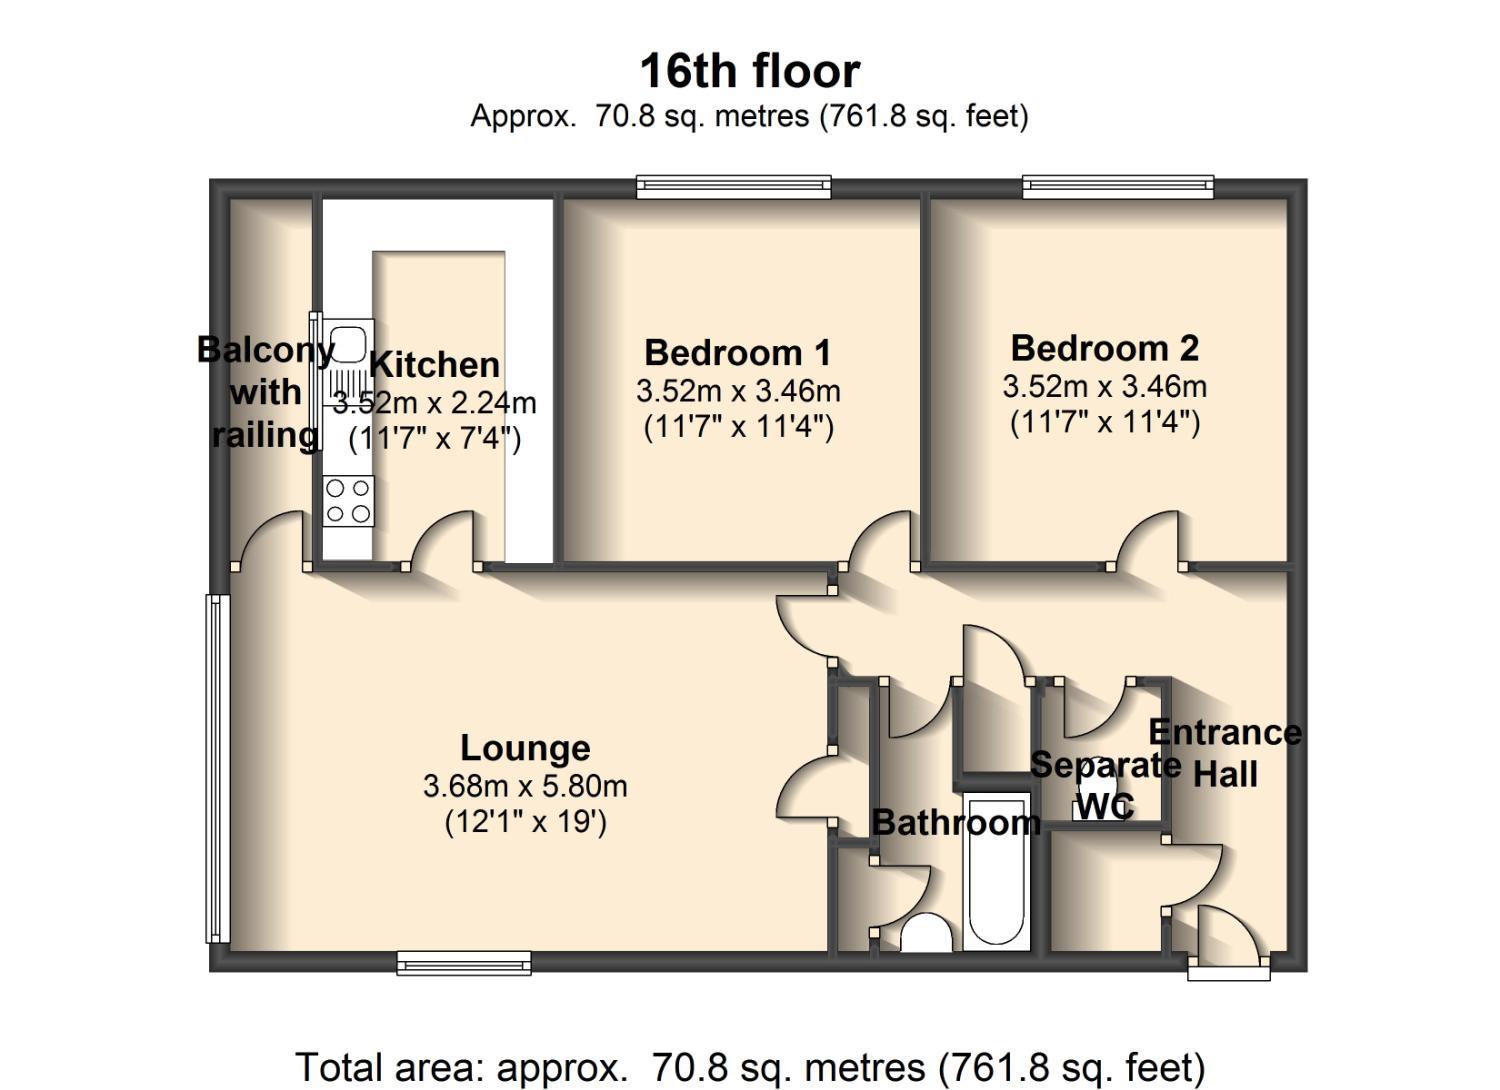 16th floor
Approx. 70.8 sq. metres (761.8 sq. feet)
Balcony
with
railing
Kitchen
3.52m x 2.24m
(11'7" x 7'4")
Bedroom 1
3.52m x 3.46m
(11'7" x 11'4")
Bedroom 2
3.52m x 3.46m
(11'7" x 11'4")
Lounge
3.68m x 5.80m
(12'1" x 19')
Bathroom
Separate
WC
Entrance
Hall
Total area: approx. 70.8 sq. metres (761.8 sq. feet)